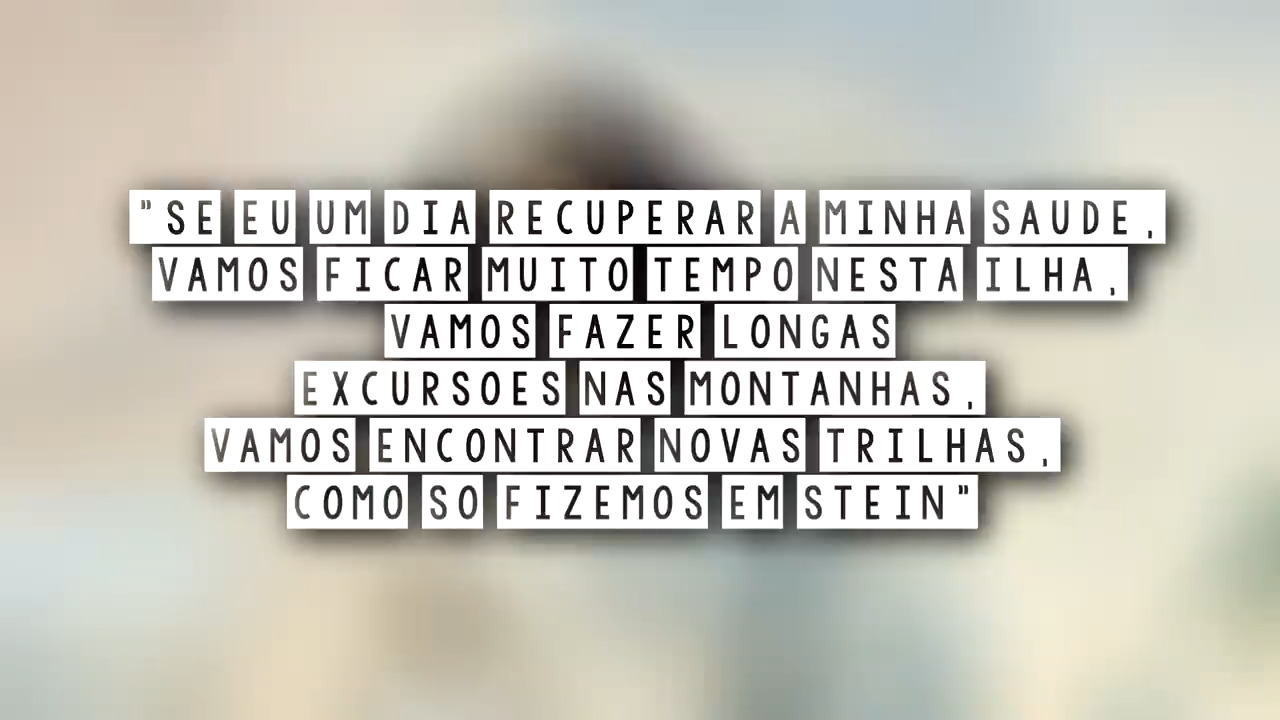 "SE EU UM DIA RECUPERAR A MINHA SAUDE,
VAMOS FICAR MUITO TEMPO NESTA ILHA,
VAMOS FAZER LONGAS
EXCURSOES NAS MONTANHAS,
VAMOS ENCONTRAR NOVAS TRILHAS,
COMO SO FIZEMOS EM STEIN"